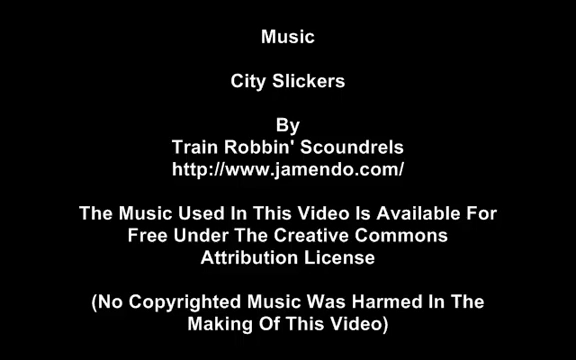 Music
City Slickers
By
Train Robbin' Scoundrels
http://www.jamendo.com/
The Music Used In This Video Is Available For
Free Under The Creative Commons
Attribution License
(No Copyrighted Music Was Harmed In The
Making Of This Video)